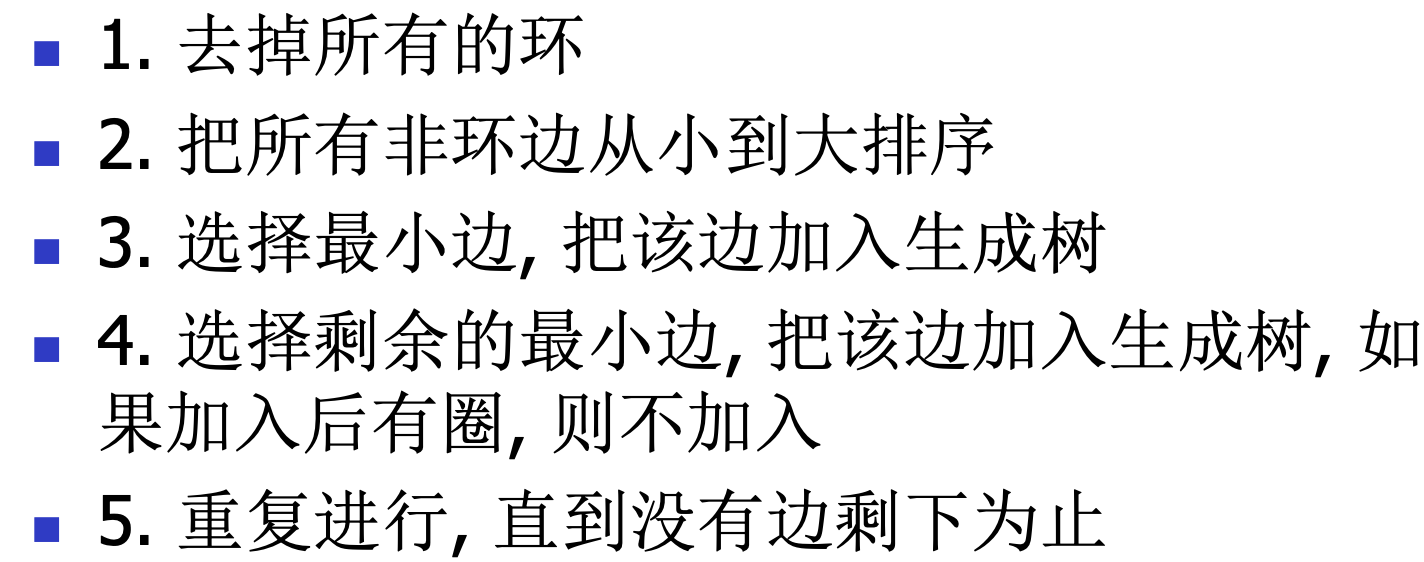 1. 去掉所有的环
2. 把所有非环边从小到大排序
3. 选择最小边, 把该边加入生成树
4. 选择剩余的最小边, 把该边加入生成树, 如
果加入后有圈, 则不加入
5. 重复进行, 直到没有边剩下为止